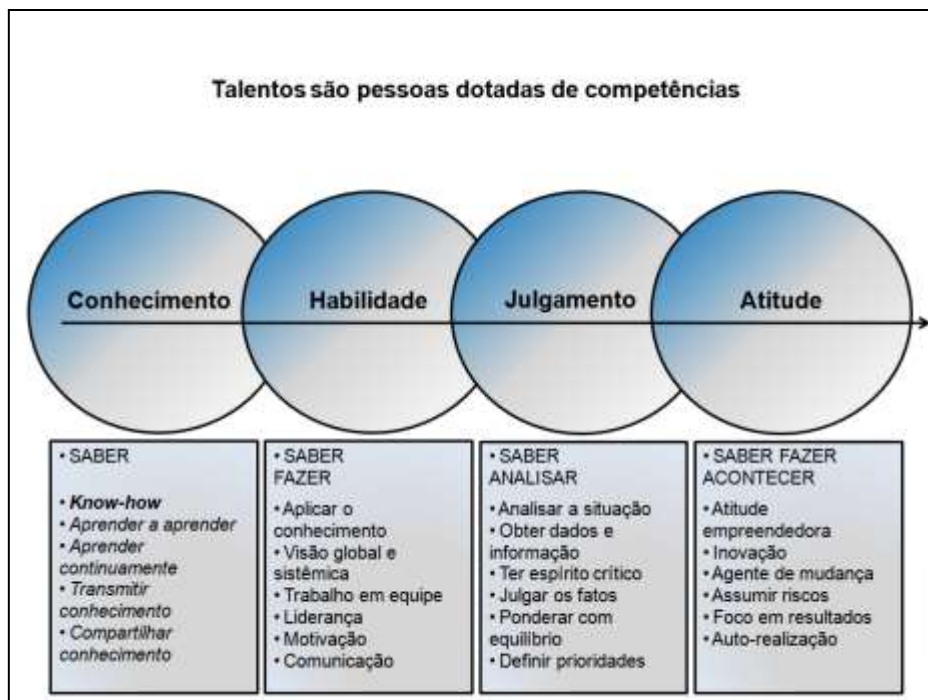 Talentos são pessoas dotadas de competências
Conhecimento
Habilidade
Julgamento
Atitude
• SABER
• Know-how
• Aprender a aprender
• Aprender
continuamente
• Transmitir
conhecimento
• Compartilhar
conhecimento
• SABER
FAZER
• Aplicar o
conhecimento
• Visão global e
sistêmica
• Trabalho em equipe
• Liderança
• Motivação
• Comunicação
• SABER
ANALISAR
• Analisar a situação
• Obter dados e
informação
• Ter espírito crítico
• Julgar os fatos
• Ponderar com
equilíbrio
• Definir prioridades
• SABER FAZER
ACONTECER
• Atitude
empreendedora
• Inovação
• Agente de mudança
• Assumir riscos
• Foco em resultados
• Auto-realização